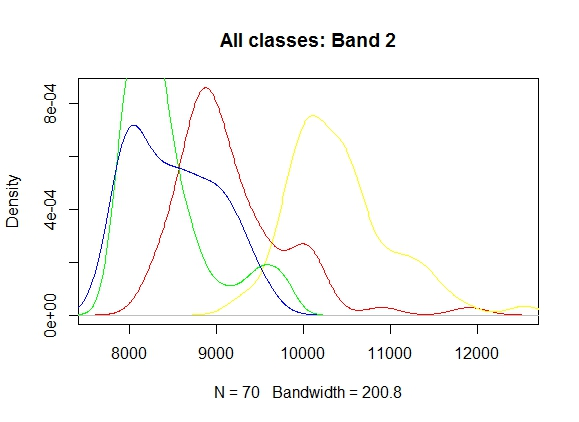 All classes: Band 2
Density
8e-04
4e-04
0e+00
8000 9000 10000 11000 12000
N = 70 Bandwidth = 200.8